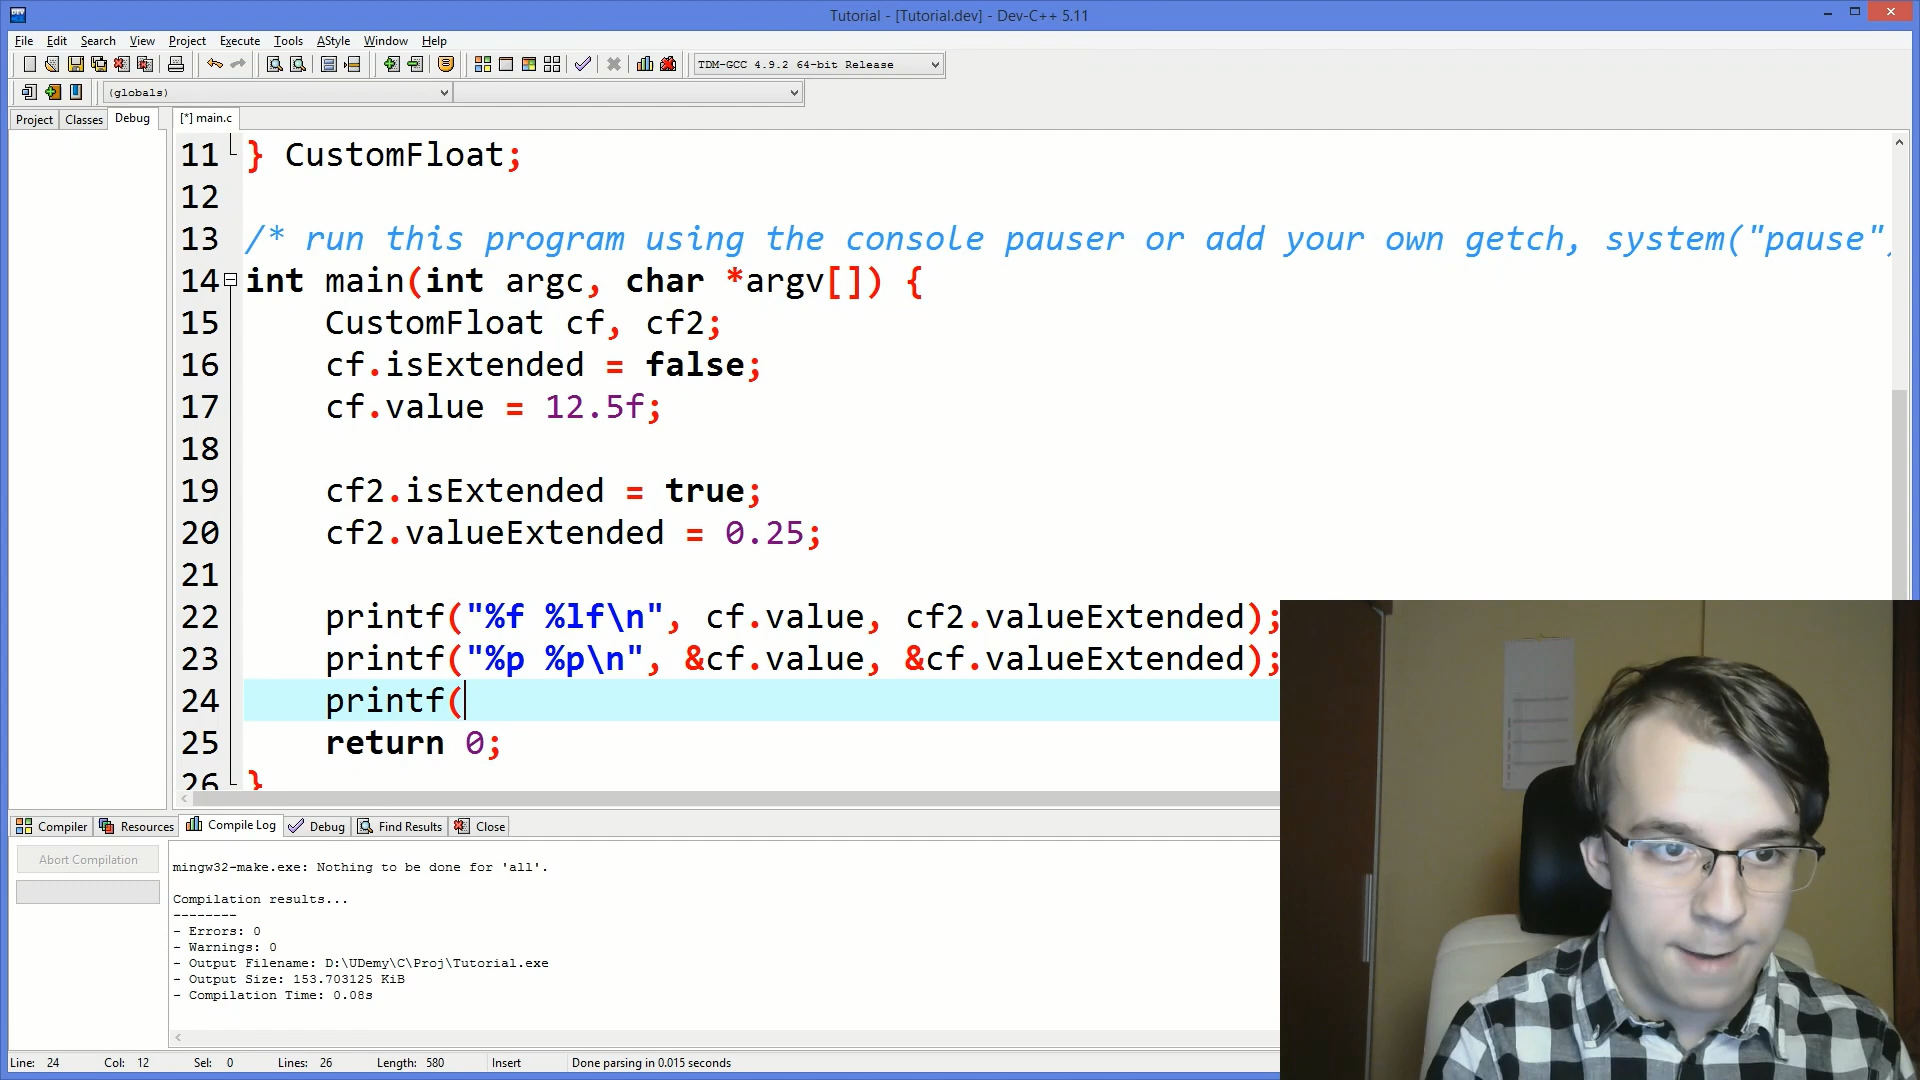 Tutorial - [Tutorial.dev] - Dev-C++ 5.11
File Edit Search View Project Execute Tools AStyle Window Help
TDM-GCC 4.9.2 64-bit Release
(globals)
Project Classes Debug
[*] main.c
11 } CustomFloat;
12
13 /* run this program using the console pauser or add your own getch, system("pause")
14 int main(int argc, char *argv[]) {
15 CustomFloat cf, cf2;
16 cf.isExtended = false;
17 cf.value = 12.5f;
18
19 cf2.isExtended = true;
20 cf2.valueExtended = 0.25;
21
22 printf("%f %lf\n", cf.value, cf2.valueExtended);
23 printf("%p %p\n", &cf.value, &cf.valueExtended);
24 printf(
25 return 0;
26 }
Compiler Resources Compile Log Debug Find Results Close
Abort Compilation
mingw32-make.exe: Nothing to be done for 'all'.
Compilation results...
--------
- Errors: 0
- Warnings: 0
- Output Filename: D:\UDemy\C\Proj\Tutorial.exe
- Output Size: 153.703125 KiB
- Compilation Time: 0.08s
Line: 24 Col: 12 Sel: 0 Lines: 26 Length: 580 Insert Done parsing in 0.015 seconds